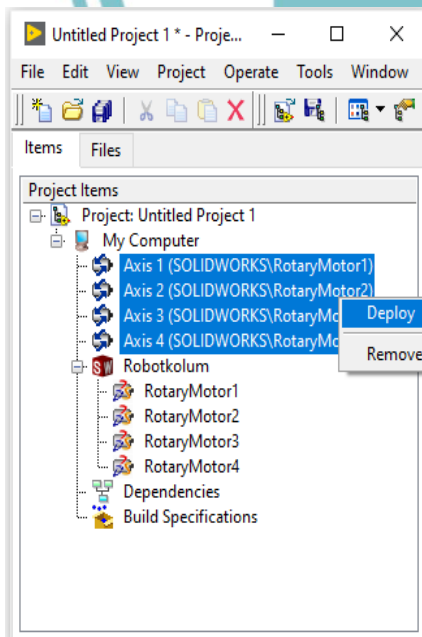 Untitled Project 1 * - Proje...
File Edit View Project Operate Tools Window
Items Files
Project Items
Project: Untitled Project 1
My Computer
Axis 1 (SOLIDWORKS\RotaryMotor1)
Axis 2 (SOLIDWORKS\RotaryMotor2)
Axis 3 (SOLIDWORKS\RotaryMo
Deploy
Axis 4 (SOLIDWORKS\RotaryMo
Remove
Robotkolum
RotaryMotor1
RotaryMotor2
RotaryMotor3
RotaryMotor4
Dependencies
Build Specifications